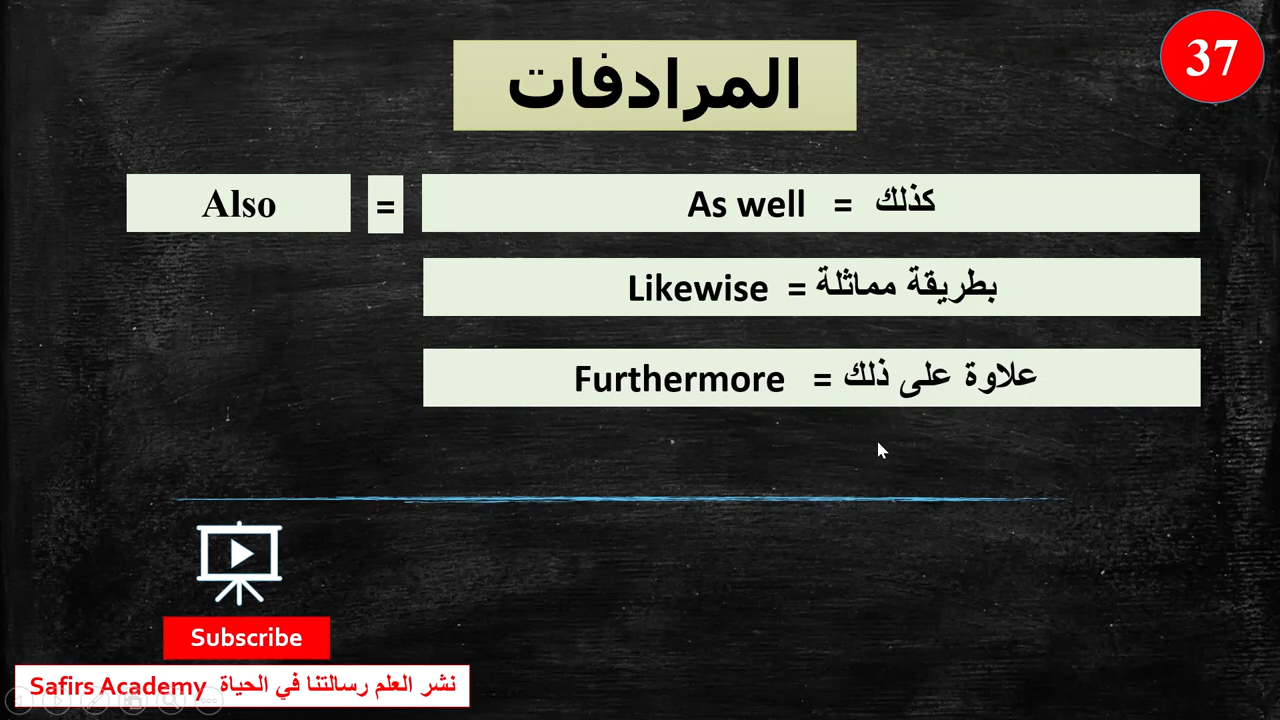 37
المرادفات
Also = As well = كذلك
Likewise = بطريقة مماثلة
Furthermore = علاوة على ذلك
Subscribe
Safirs Academy نشر العلم رسالتنا في الحياة